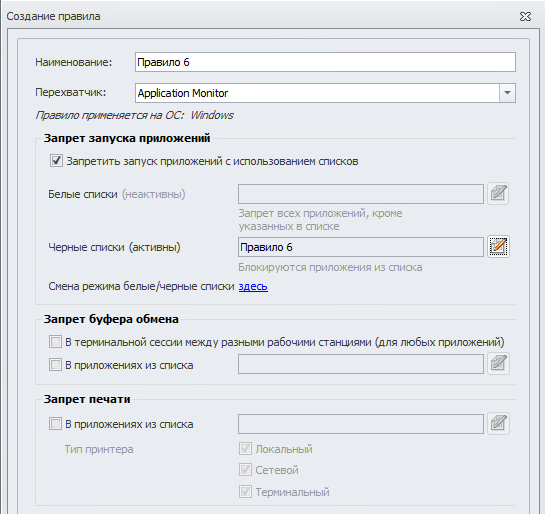 Создание правила
Наименование: Правило 6
Перехватчик: Application Monitor
Правило применяется на ОС: Windows
Запрет запуска приложений
Запретить запуск приложений с использованием списков
Белые списки (неактивны)
Запрет всех приложений, кроме
указанных в списке
Черные списки (активны) Правило 6
Блокируются приложения из списка
Смена режима белые/черные списки здесь
Запрет буфера обмена
В терминальной сессии между разными рабочими станциями (для любых приложений)
В приложениях из списка
Запрет печати
В приложениях из списка
Тип принтера Локальный
Сетевой
Терминальный